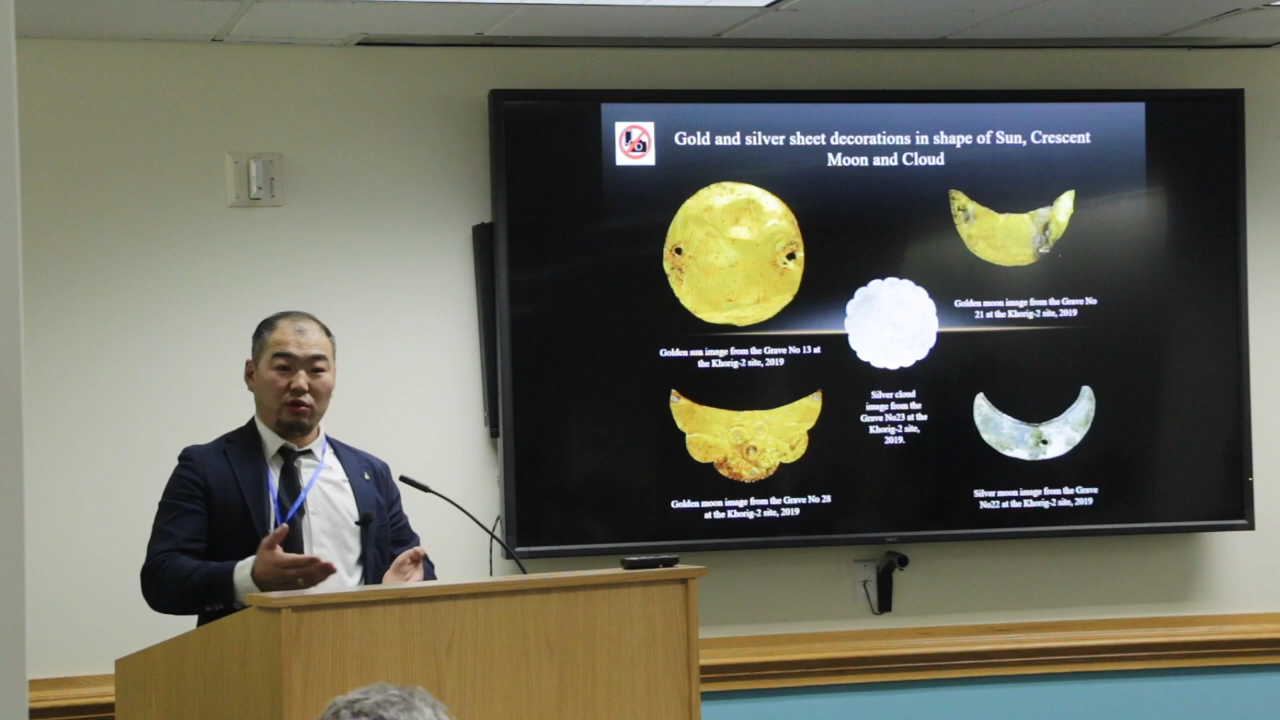 Gold and silver sheet decorations in shape of Sun, Crescent
Moon and Cloud
Golden sun image from the Grave No 13 at
the Khorig-2 site, 2019
Golden moon image from the Grave No
21 at the Khorig-2 site, 2019
Silver cloud
image from the
Grave No23 at the
Khorig-2 site,
2019.
Golden moon image from the Grave No 28
at the Khorig-2 site, 2019
Silver moon image from the Grave
No22 at the Khorig-2 site, 2019
NEC